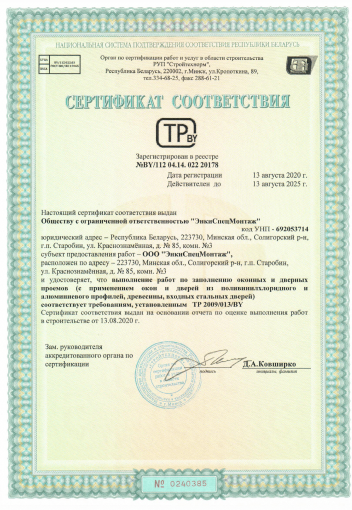 НАЦИОНАЛЬНАЯ СИСТЕМА ПОДТВЕРЖДЕНИЯ СООТВЕТСТВИЯ РЕСПУБЛИКИ БЕЛАРУСЬ
Орган по сертификации работ и услуг в области строительства
РУП "Стройтехнорм",
Республика Беларусь, 220002, г.Минск, ул.Кропоткина, 89,
тел.334-68-25, факс 288-61-21
СЕРТИФИКАТ СООТВЕТСТВИЯ
ТР BY
Зарегистрирован в реестре
№BY/112 04.14. 022 20178
Дата регистрации 13 августа 2020 г.
Действителен до 13 августа 2025 г.
Настоящий сертификат соответствия выдан
Обществу с ограниченной ответственностью "ЭнкиСпецМонтаж"
код УНП - 692053714
юридический адрес – Республика Беларусь, 223730, Минская обл., Солигорский р-н,
г.п. Старобин, ул. Краснознамённая, д. № 85, комн. №3
субъект предоставления работ – ООО "ЭнкиСпецМонтаж",
расположен по адресу – 223730, Минская обл., Солигорский р-н, г.п. Старобин,
ул. Краснознамённая, д. № 85, комн. №3
и удостоверяет, что выполнение работ по заполнению оконных и дверных
проемов (с применением окон и дверей из поливинилхлоридного и
алюминиевого профилей, древесины, входных стальных дверей)
соответствует требованиям, установленным ТР 2009/013/BY
Сертификат соответствия выдан на основании отчета по оценке выполнения работ
в строительстве от 13.08.2020 г.
Зам. руководителя
аккредитованного органа по
сертификации
Д.А.Ковширко
подпись
инициалы, фамилия
№ 0240385